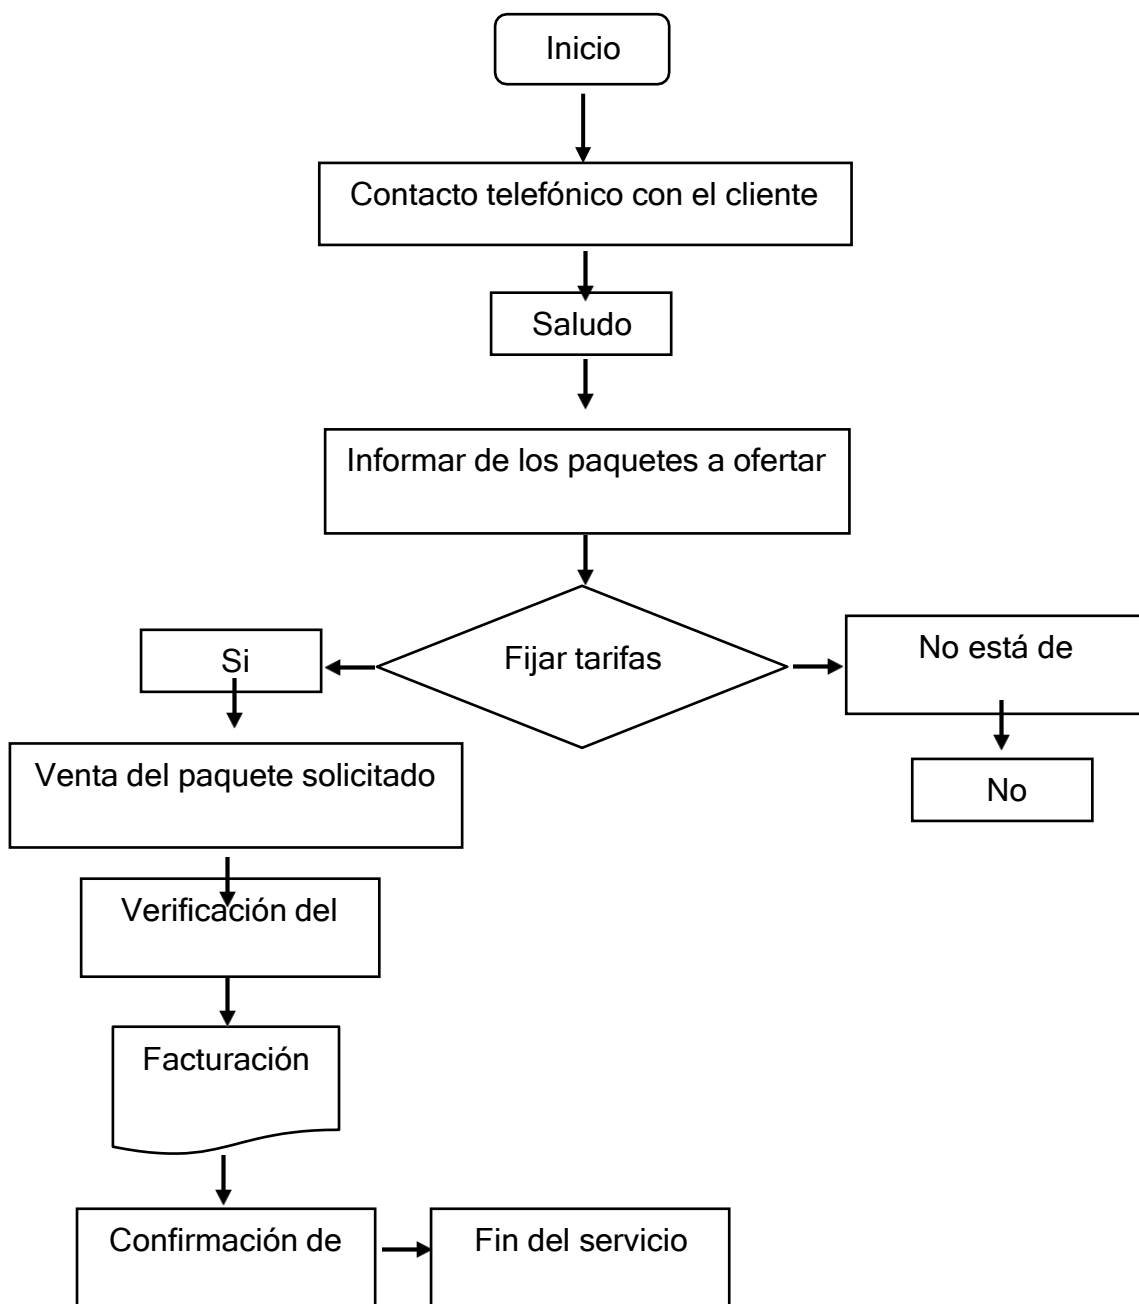 Inicio
Contacto telefónico con el cliente
Saludo
Informar de los paquetes a ofertar
Fijar tarifas
Si
No está de
No
Venta del paquete solicitado
Verificación del
Facturación
Confirmación de
Fin del servicio